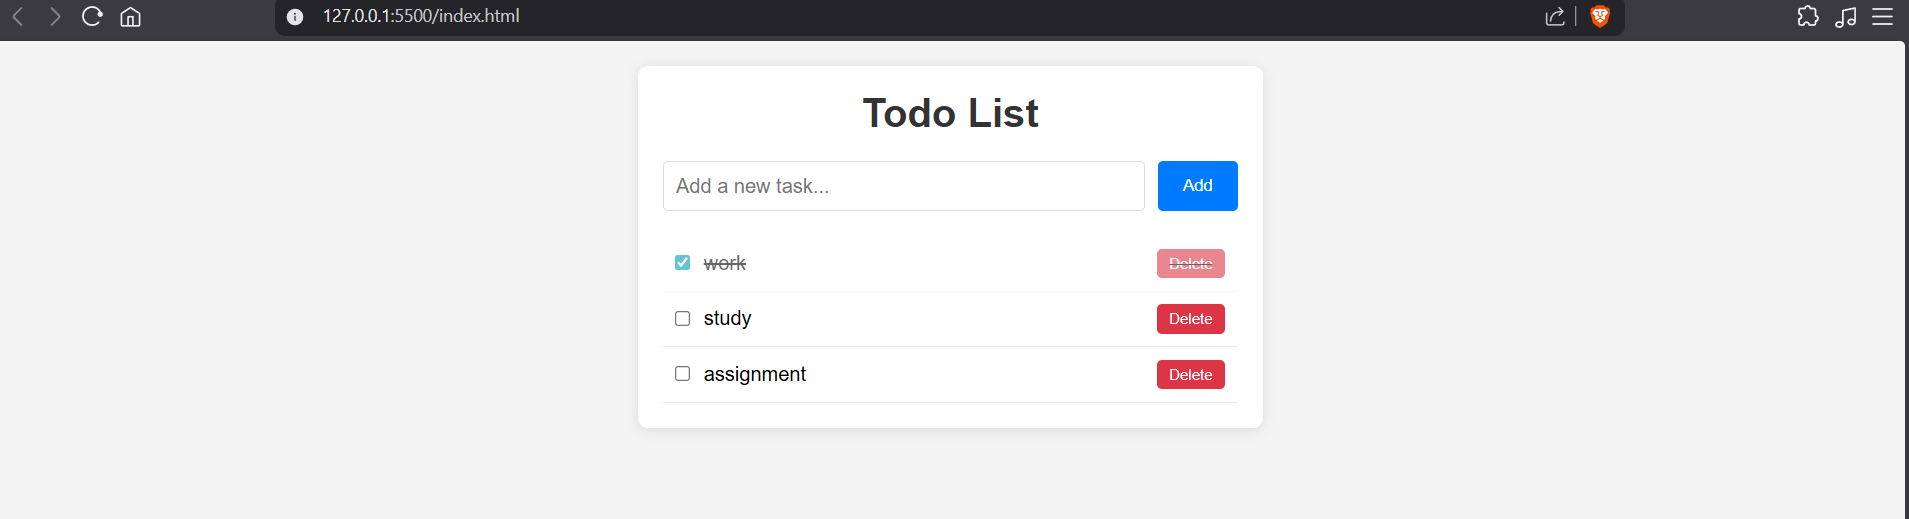 127.0.0.1:5500/index.html
Todo List
Add a new task... Add
work Delete
study Delete
assignment Delete